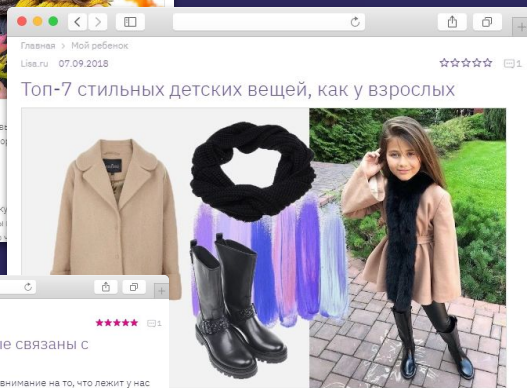 Главная > Мой ребенок
Lisa.ru 07.09.2018
1
Топ-7 стильных детских вещей, как у взрослых
1
связаны с
внимание на то, что лежит у нас